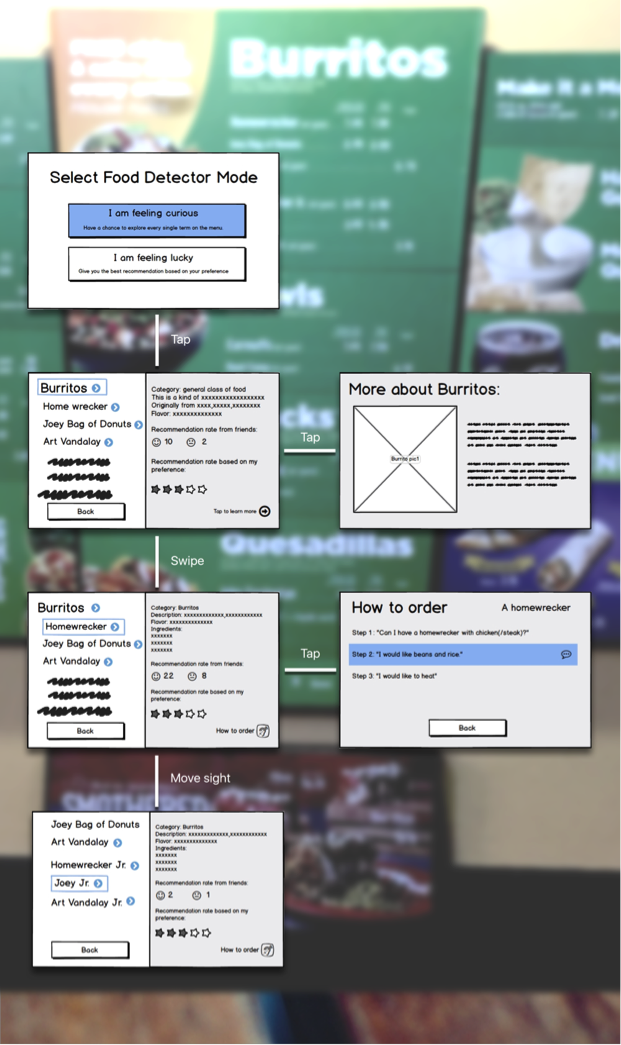 Burritos
Make it a M
Select Food Detector Mode
I am feeling curious
Have a chance to explore every single term on the menu.
I am feeling lucky
Give you the best recommendation based on your preference
Tap
Burritos
Home wrecker
Joey Bag of Donuts
Art Vandalay
Back
Category: general class of food
This is a kind of xxxxxxxxxxxxxxxxxx
Originally from xxxx,xxxxx,xxxxxxxx
Flavor: xxxxxxxxxxxxxx
Recommendation rate from friends:
10 2
Recommendation rate based on my
preference:
Tap to learn more
Tap
More about Burritos:
Burrito pic1
Swipe
Quesadillas
Burritos
Homewrecker
Joey Bag of Donuts
Art Vandalay
Back
Category: Burritos
Description: xxxxxxxxxxxxx,xxxxxxxxxxxxx
Flavor: xxxxxxxxxxxxxx
Ingredients:
xxxxxxx
xxxxxxx
xxxxxxx
Recommendation rate from friends:
22 8
Recommendation rate based on my
preference:
How to order
Tap
How to order
A homewrecker
Step 1: "Can I have a homewrecker with chicken(/steak)?"
Step 2: "I would like beans and rice."
Step 3: "I would like to heat"
Back
Move sight
Joey Bag of Donuts
Art Vandalay
Homewrecker Jr.
Joey Jr.
Art Vandalay Jr.
Back
Category: Burritos
Description: xxxxxxxxxxxxx,xxxxxxxxxxxxx
Flavor: xxxxxxxxxxxxxx
Ingredients:
xxxxxxx
xxxxxxx
xxxxxxx
Recommendation rate from friends:
2 1
Recommendation rate based on my
preference:
How to order